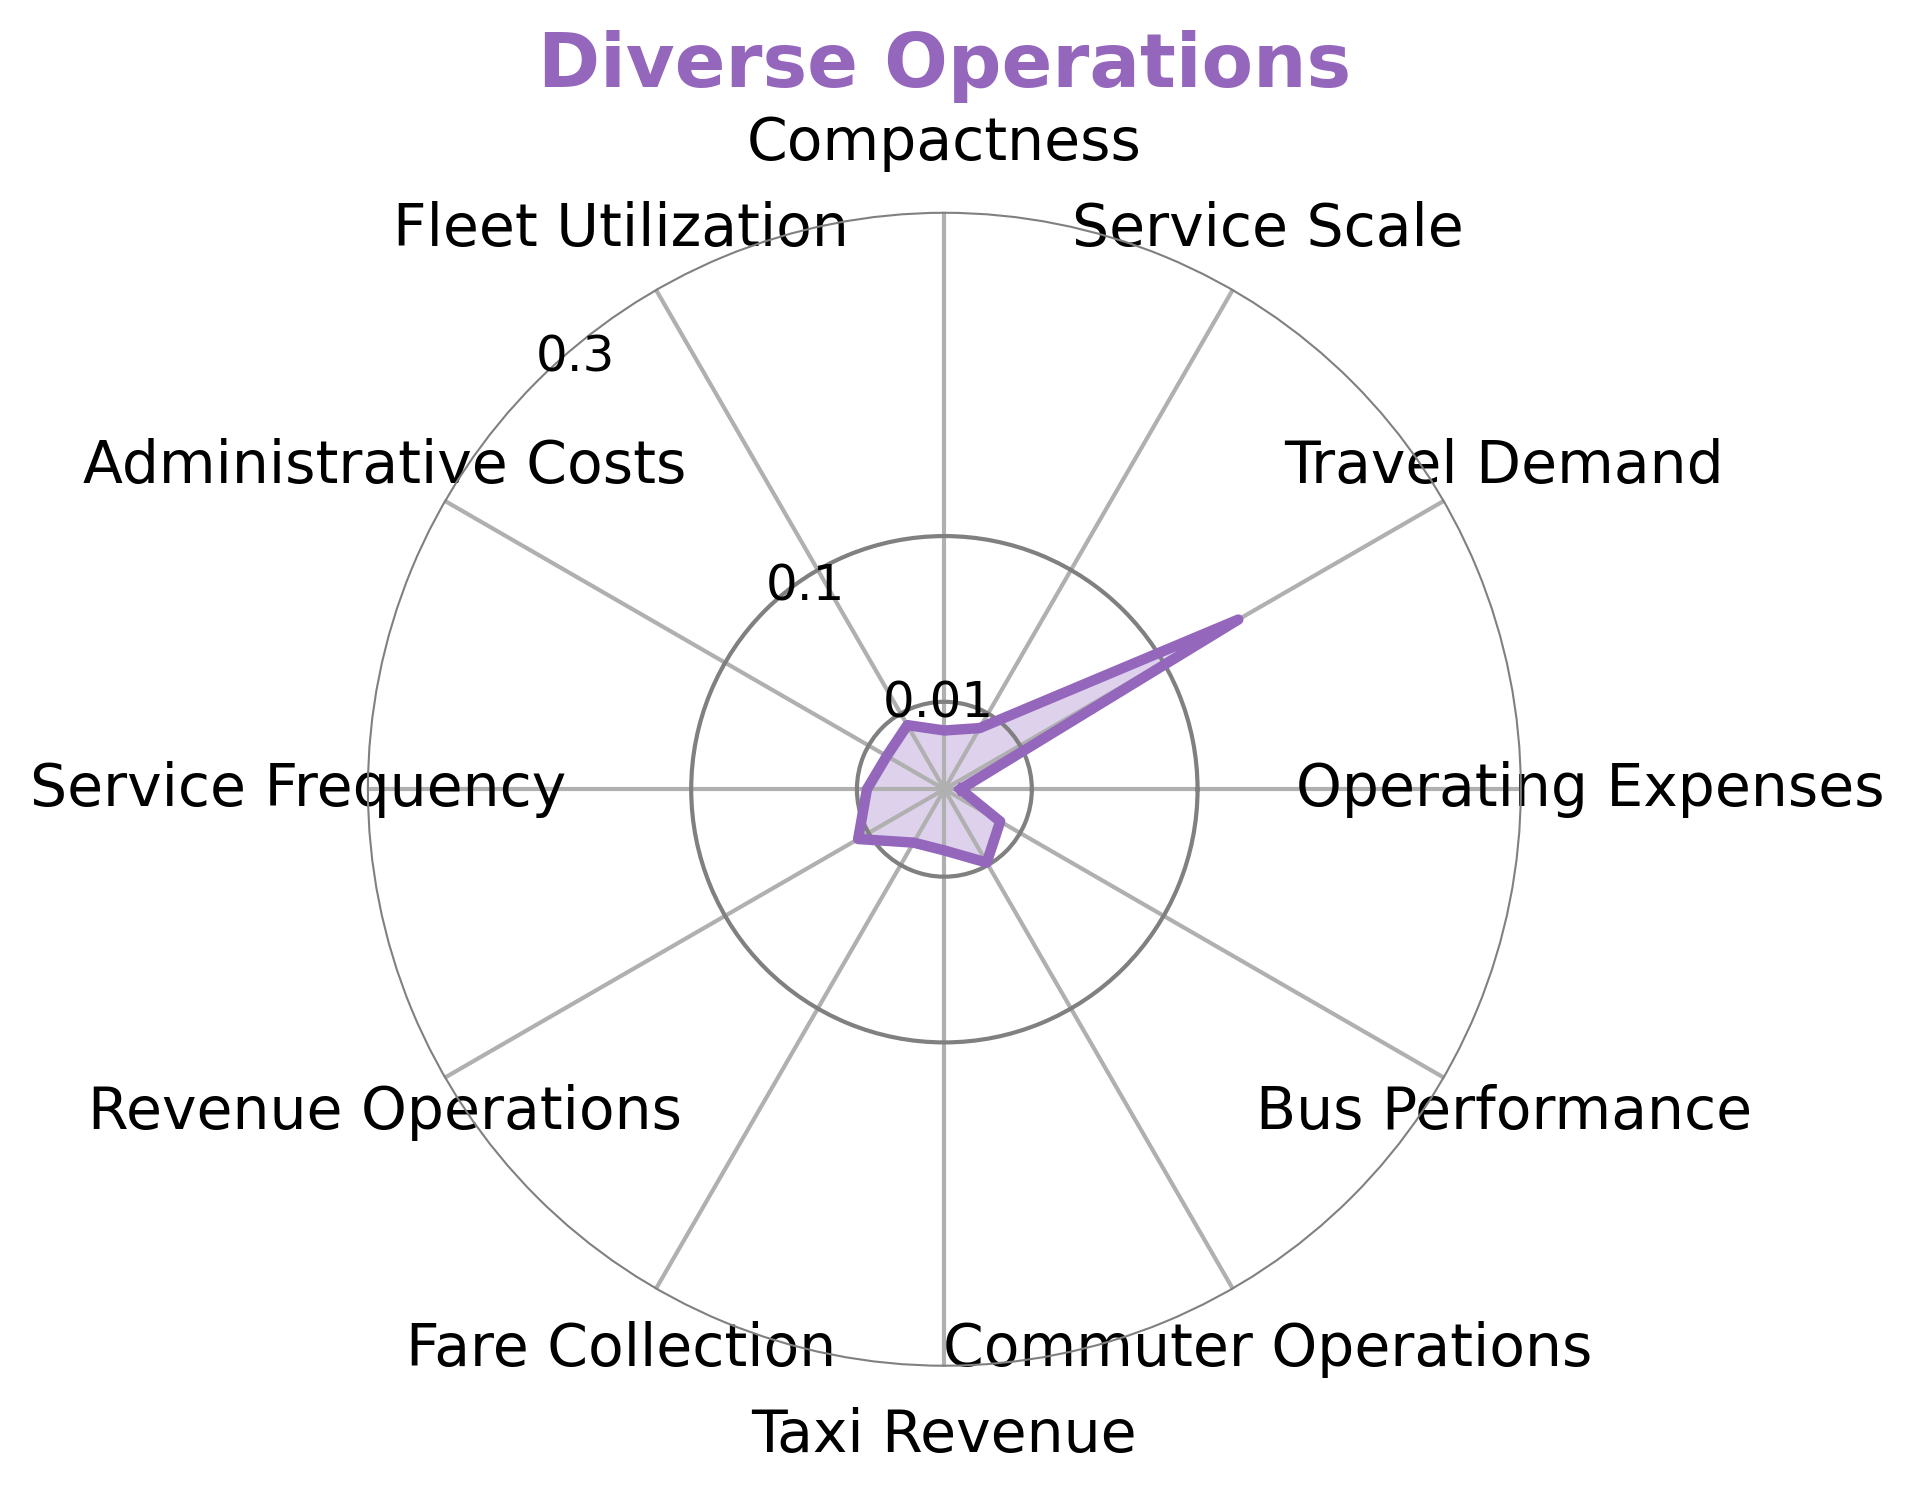 Diverse Operations
Compactness
Fleet Utilization
Service Scale
0.3
Administrative Costs
Travel Demand
0.1
0.01
Service Frequency
Operating Expenses
Revenue Operations
Bus Performance
Fare Collection
Commuter Operations
Taxi Revenue